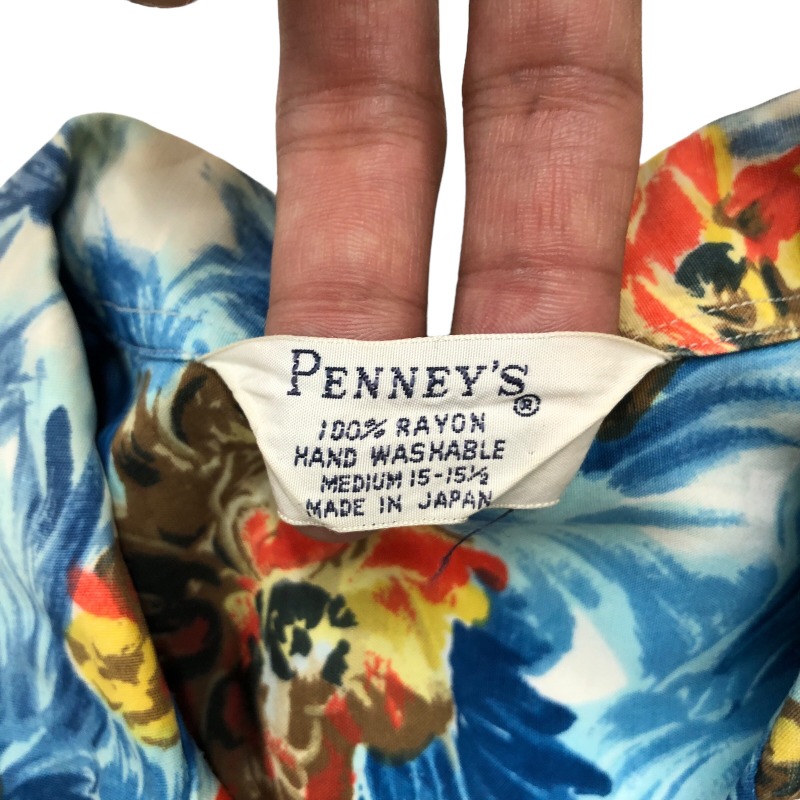 PENNEY'S®
100% RAYON
HAND WASHABLE
MEDIUM 15-15½
MADE IN JAPAN